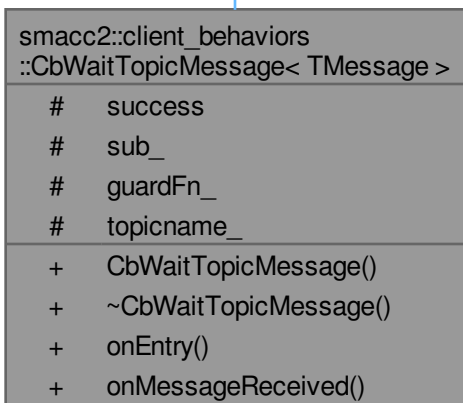 smacc2::client_behaviors
::CbWaitTopicMessage< TMessage >
# success
# sub_
# guardFn_
# topicname_
+ CbWaitTopicMessage()
+ ~CbWaitTopicMessage()
+ onEntry()
+ onMessageReceived()